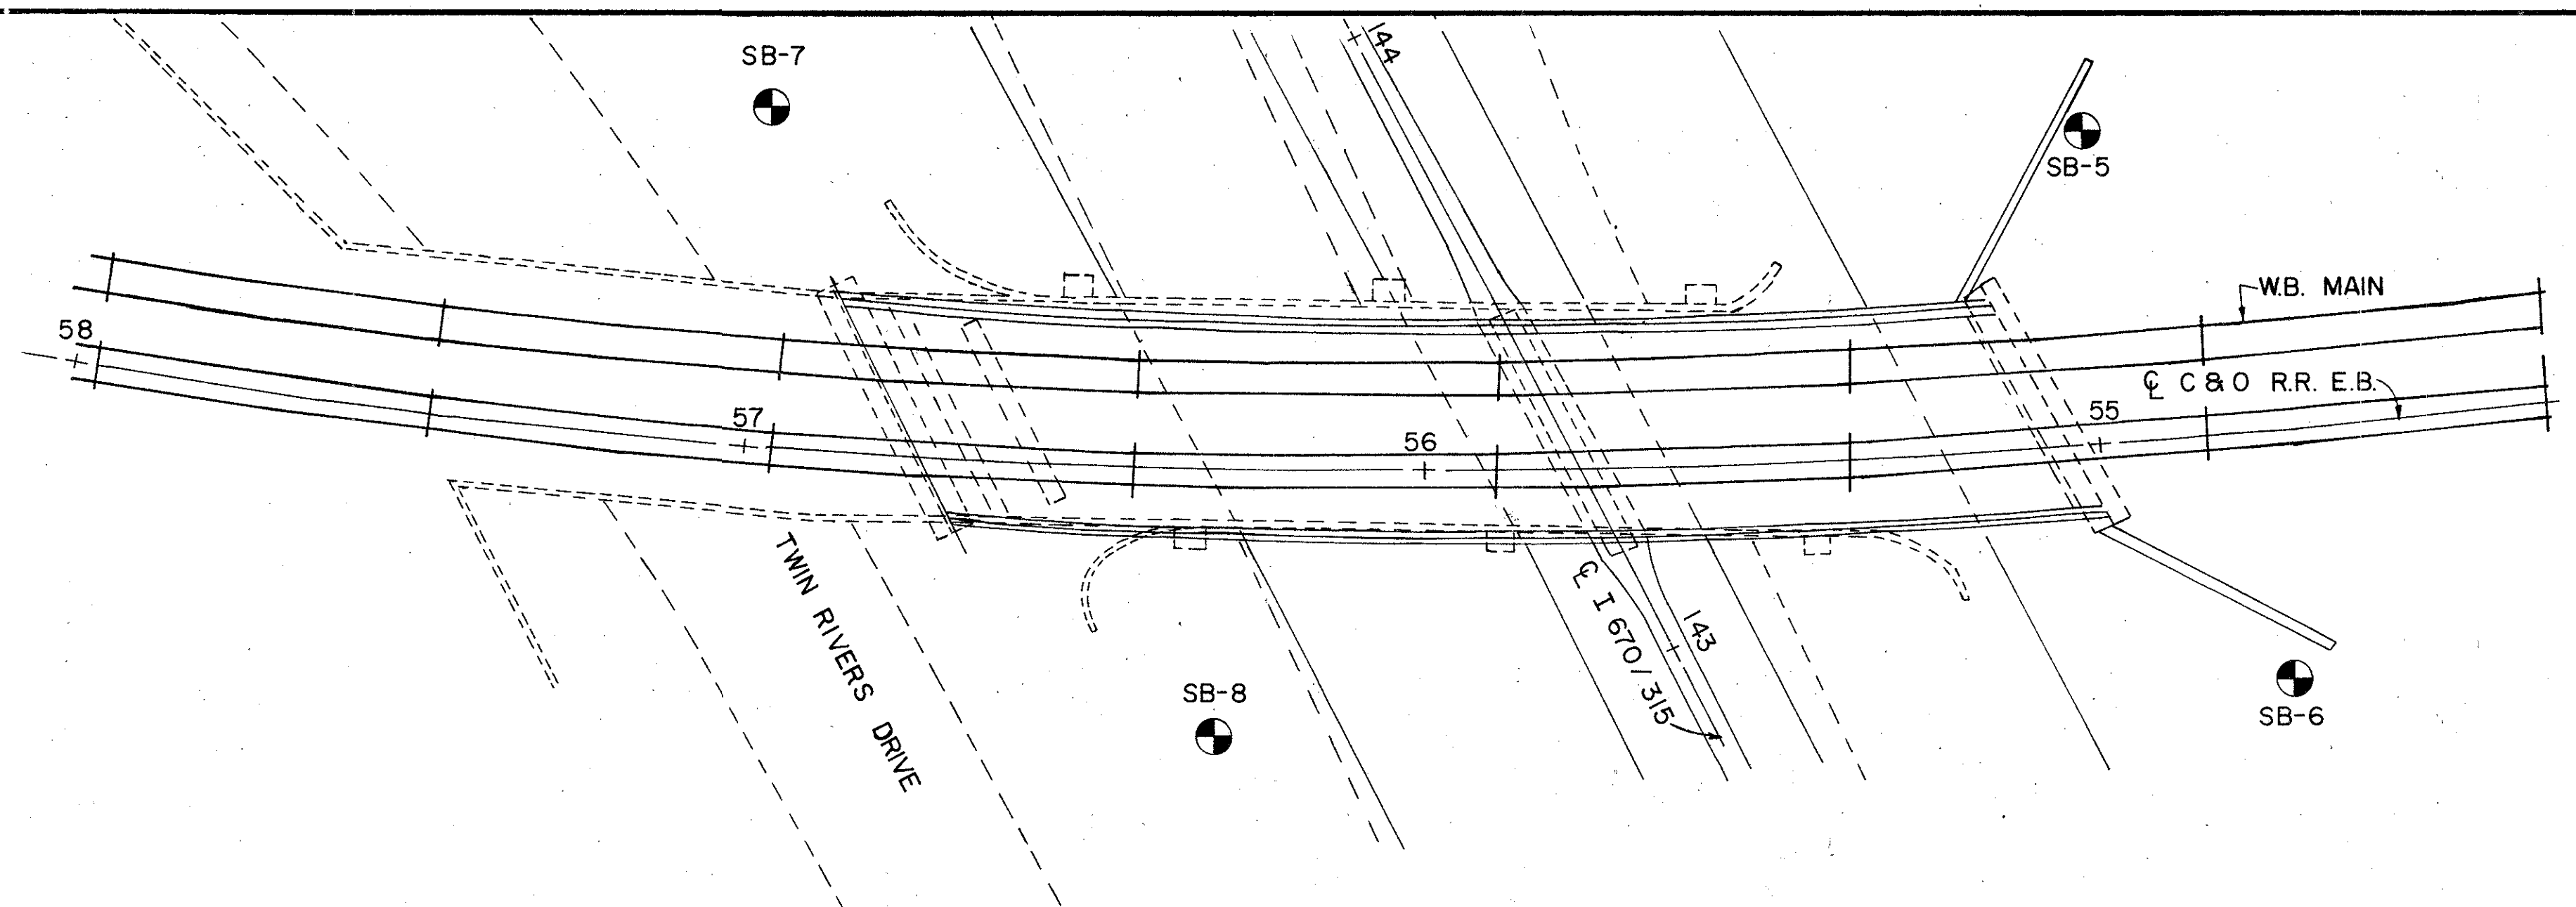 144
SB-7
SB-5
W.B. MAIN
58
℄ C & O R.R. E.B.
57
56
55
TWIN RIVERS DRIVE
℄ I 670 / 315
143
SB-8
SB-6